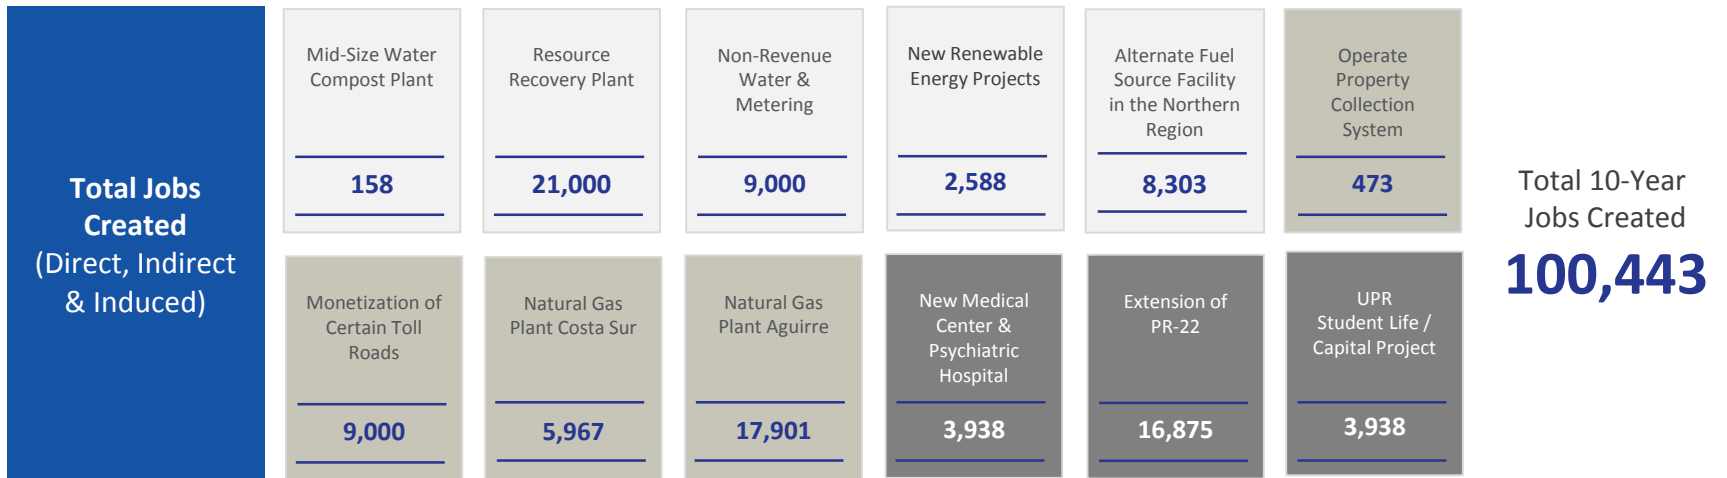 Total Jobs
Created
(Direct, Indirect
& Induced)
Mid-Size Water
Compost Plant
158
Resource
Recovery Plant
21,000
Non-Revenue
Water &
Metering
9,000
New Renewable
Energy Projects
2,588
Alternate Fuel
Source Facility
in the Northern
Region
8,303
Operate
Property
Collection
System
473
Monetization of
Certain Toll
Roads
9,000
Natural Gas
Plant Costa Sur
5,967
Natural Gas
Plant Aguirre
17,901
New Medical
Center &
Psychiatric
Hospital
3,938
Extension of
PR-22
16,875
UPR
Student Life /
Capital Project
3,938
Total 10-Year
Jobs Created
100,443